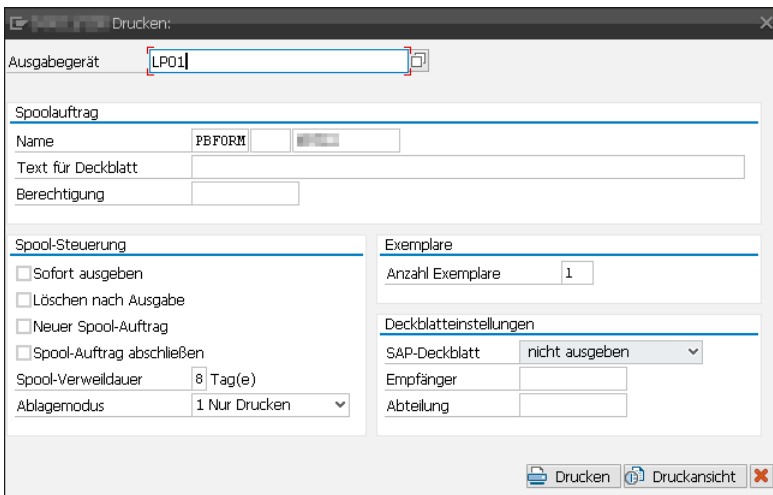 Drucken:
Ausgabegerät LP01
Spoolauftrag
Name PBFORM
Text für Deckblatt
Berechtigung
Spool-Steuerung
Sofort ausgeben
Löschen nach Ausgabe
Neuer Spool-Auftrag
Spool-Auftrag abschließen
Spool-Verweildauer 8 Tag(e)
Ablagemodus 1 Nur Drucken
Exemplare
Anzahl Exemplare 1
Deckblatteinstellungen
SAP-Deckblatt nicht ausgeben
Empfänger
Abteilung
Drucken Druckansicht